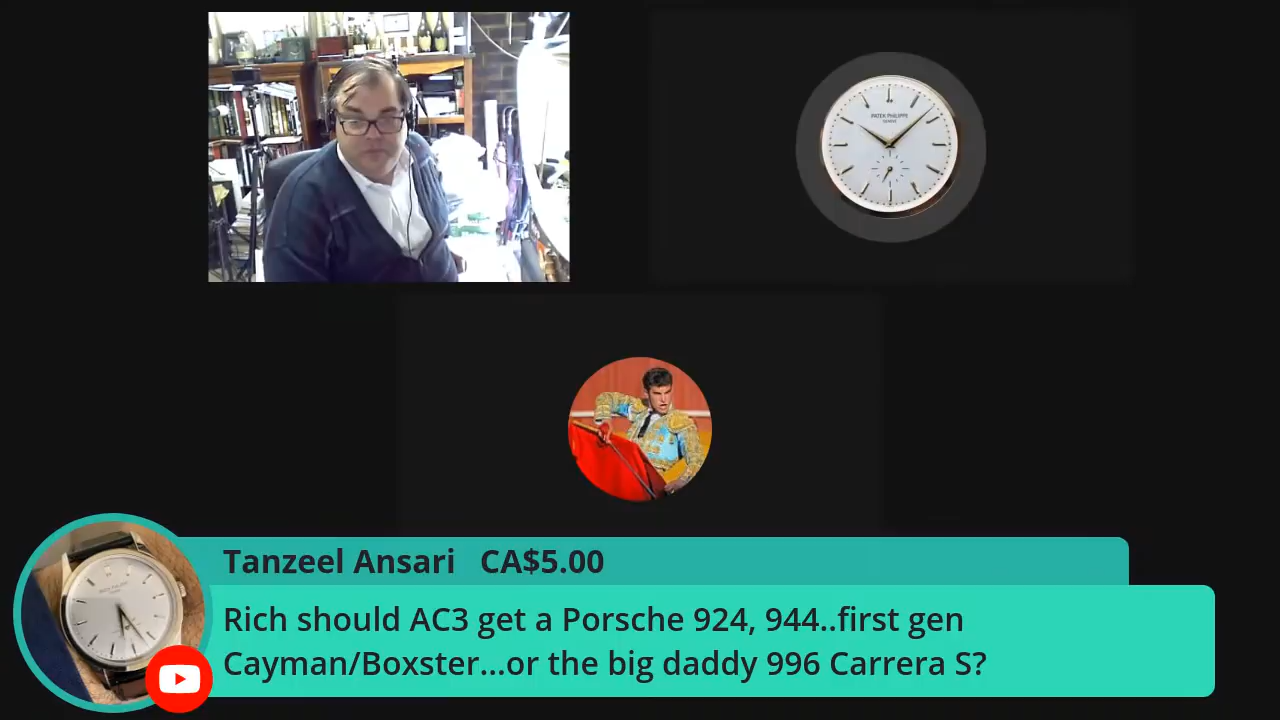 PATEK PHILIPPE
GENEVE
Tanzeel Ansari CA$5.00
Rich should AC3 get a Porsche 924, 944..first gen
Cayman/Boxster...or the big daddy 996 Carrera S?